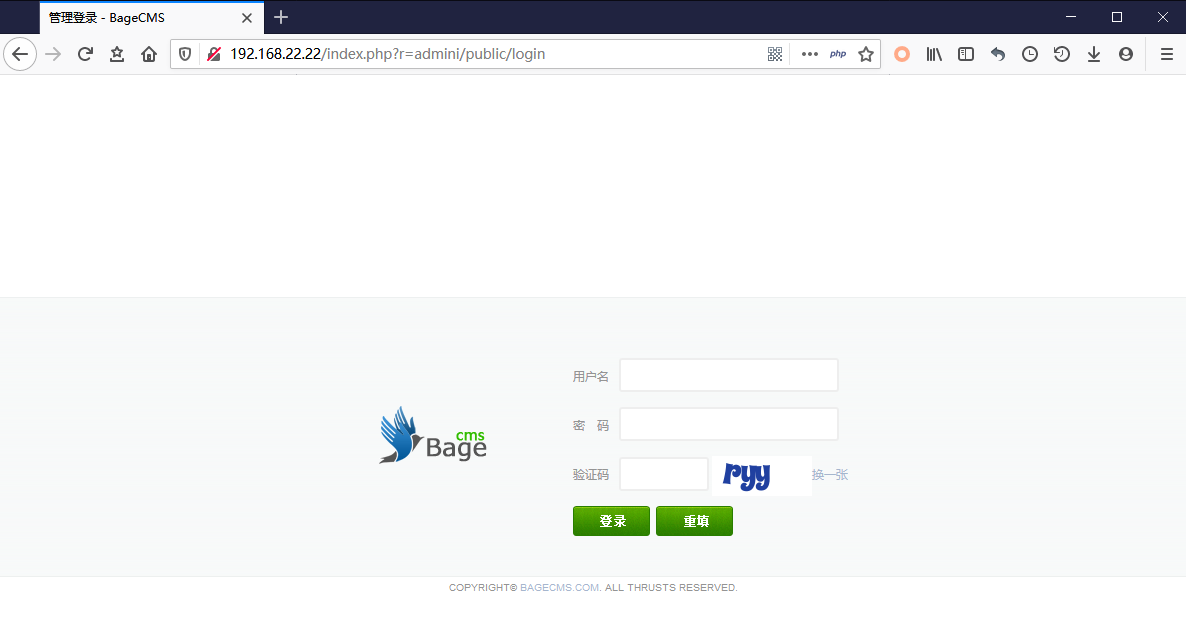 管理登录 - BageCMS
192.168.22.22/index.php?r=admini/public/login
php
用户名
Bage cms
密 码
验证码 ryy 换一张
登录 重填
COPYRIGHT© BAGECMS.COM. ALL THRUSTS RESERVED.